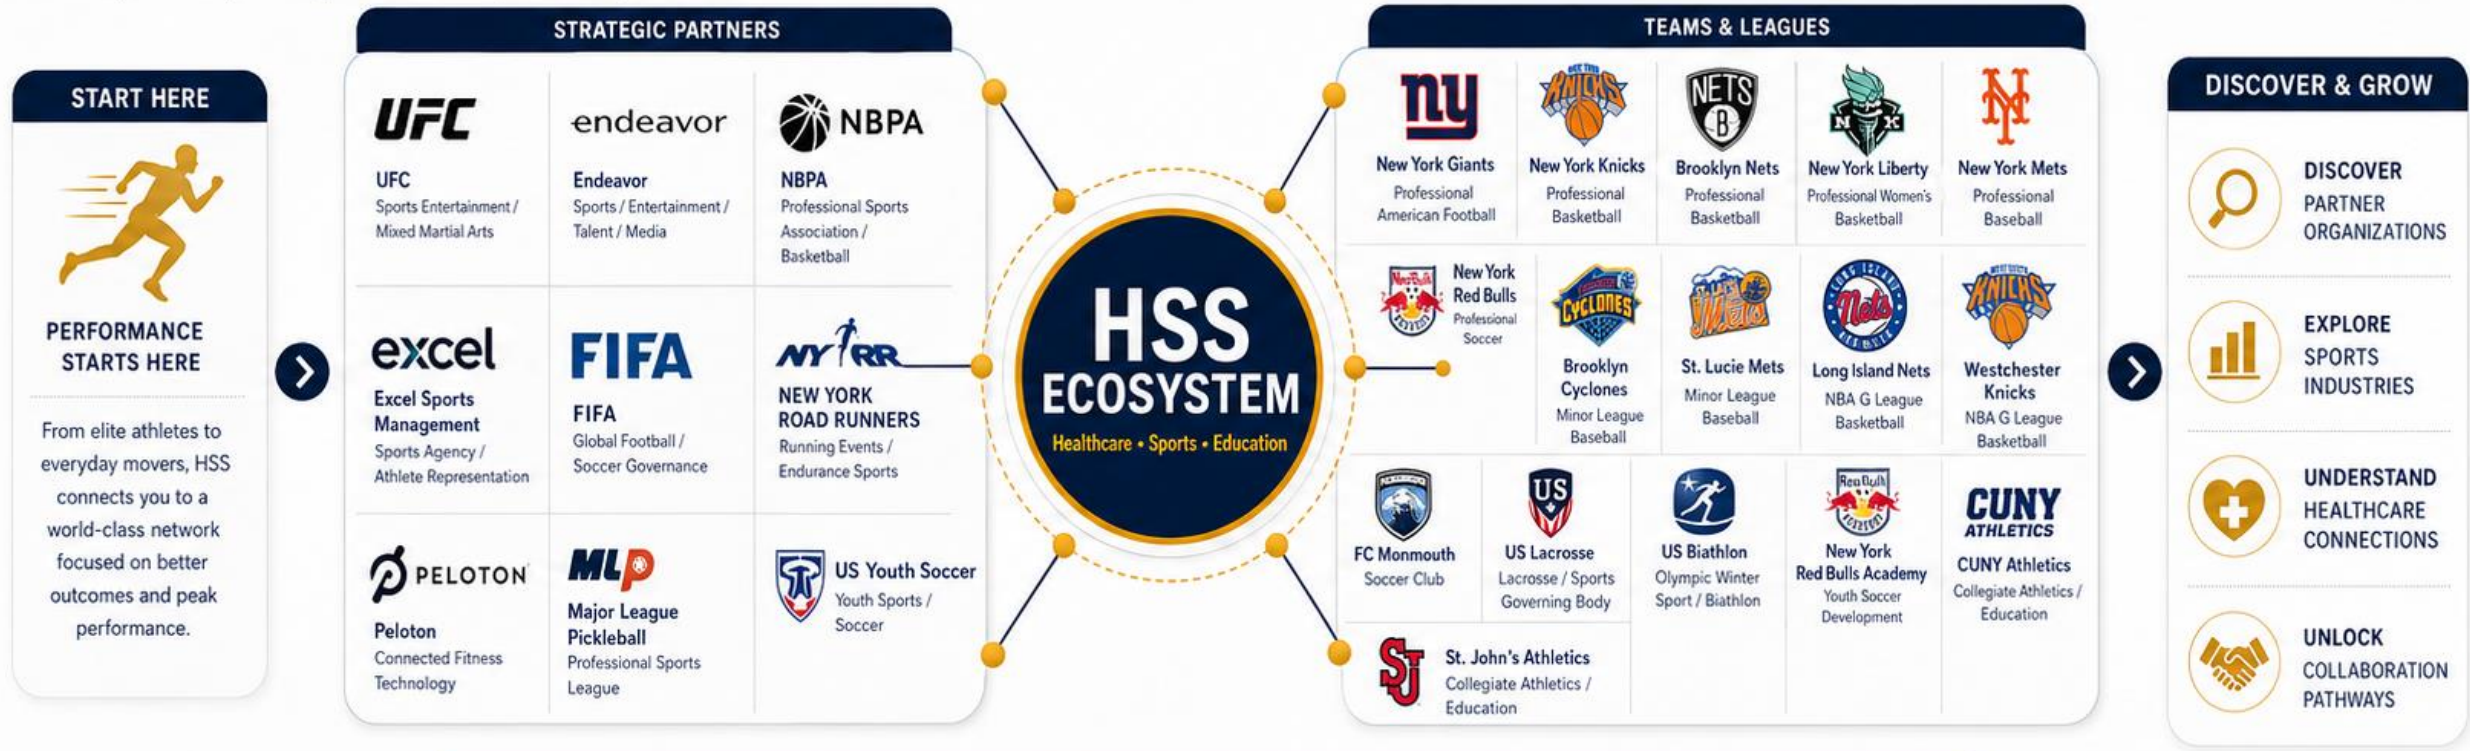 START HERE
PERFORMANCE
STARTS HERE
From elite athletes to
everyday movers, HSS
connects you to a
world-class network
focused on better
outcomes and peak
performance.
STRATEGIC PARTNERS
UFC
UFC
Sports Entertainment /
Mixed Martial Arts
endeavor
Endeavor
Sports / Entertainment /
Talent / Media
NBPA
NBPA
Professional Sports
Association /
Basketball
excel
Excel Sports
Management
Sports Agency /
Athlete Representation
FIFA
FIFA
Global Football /
Soccer Governance
NYRR
NEW YORK
ROAD RUNNERS
Running Events /
Endurance Sports
PELOTON
Peloton
Connected Fitness
Technology
MLP
Major League
Pickleball
Professional Sports
League
US Youth Soccer
Youth Sports /
Soccer
HSS
ECOSYSTEM
Healthcare • Sports • Education
TEAMS & LEAGUES
ny
New York Giants
Professional
American Football
KNICKS
New York Knicks
Professional
Basketball
NETS
B
Brooklyn Nets
Professional
Basketball
N K
New York Liberty
Professional Women's
Basketball
NY
New York Mets
Professional
Baseball
New York
Red Bulls
Professional
Soccer
CYCLONES
Brooklyn
Cyclones
Minor League
Baseball
Mets
St. Lucie Mets
Minor League
Baseball
LONG ISLAND
Nets
Long Island Nets
NBA G League
Basketball
KNICKS
Westchester
Knicks
NBA G League
Basketball
FC Monmouth
Soccer Club
US
US Lacrosse
Lacrosse / Sports
Governing Body
US Biathlon
Olympic Winter
Sport / Biathlon
New York
Red Bulls Academy
Youth Soccer
Development
CUNY
ATHLETICS
CUNY Athletics
Collegiate Athletics /
Education
STJ
St. John's Athletics
Collegiate Athletics /
Education
DISCOVER & GROW
DISCOVER
PARTNER
ORGANIZATIONS
EXPLORE
SPORTS
INDUSTRIES
UNDERSTAND
HEALTHCARE
CONNECTIONS
UNLOCK
COLLABORATION
PATHWAYS